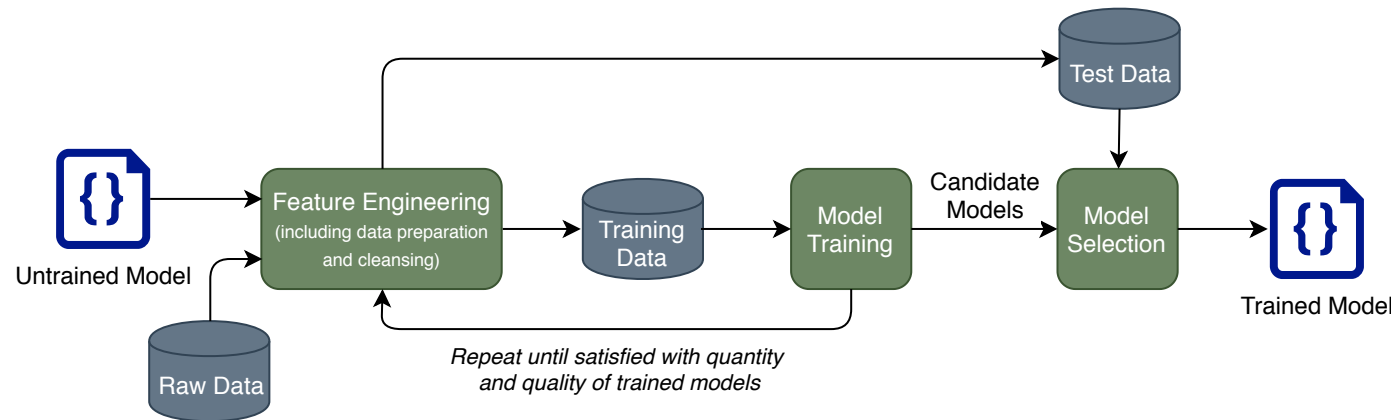 Test Data
{}
Untrained Model
Raw Data
Feature Engineering
(including data preparation
and cleansing)
Training
Data
Model
Training
Candidate
Models
Model
Selection
{}
Trained Model
Repeat until satisfied with quantity
and quality of trained models